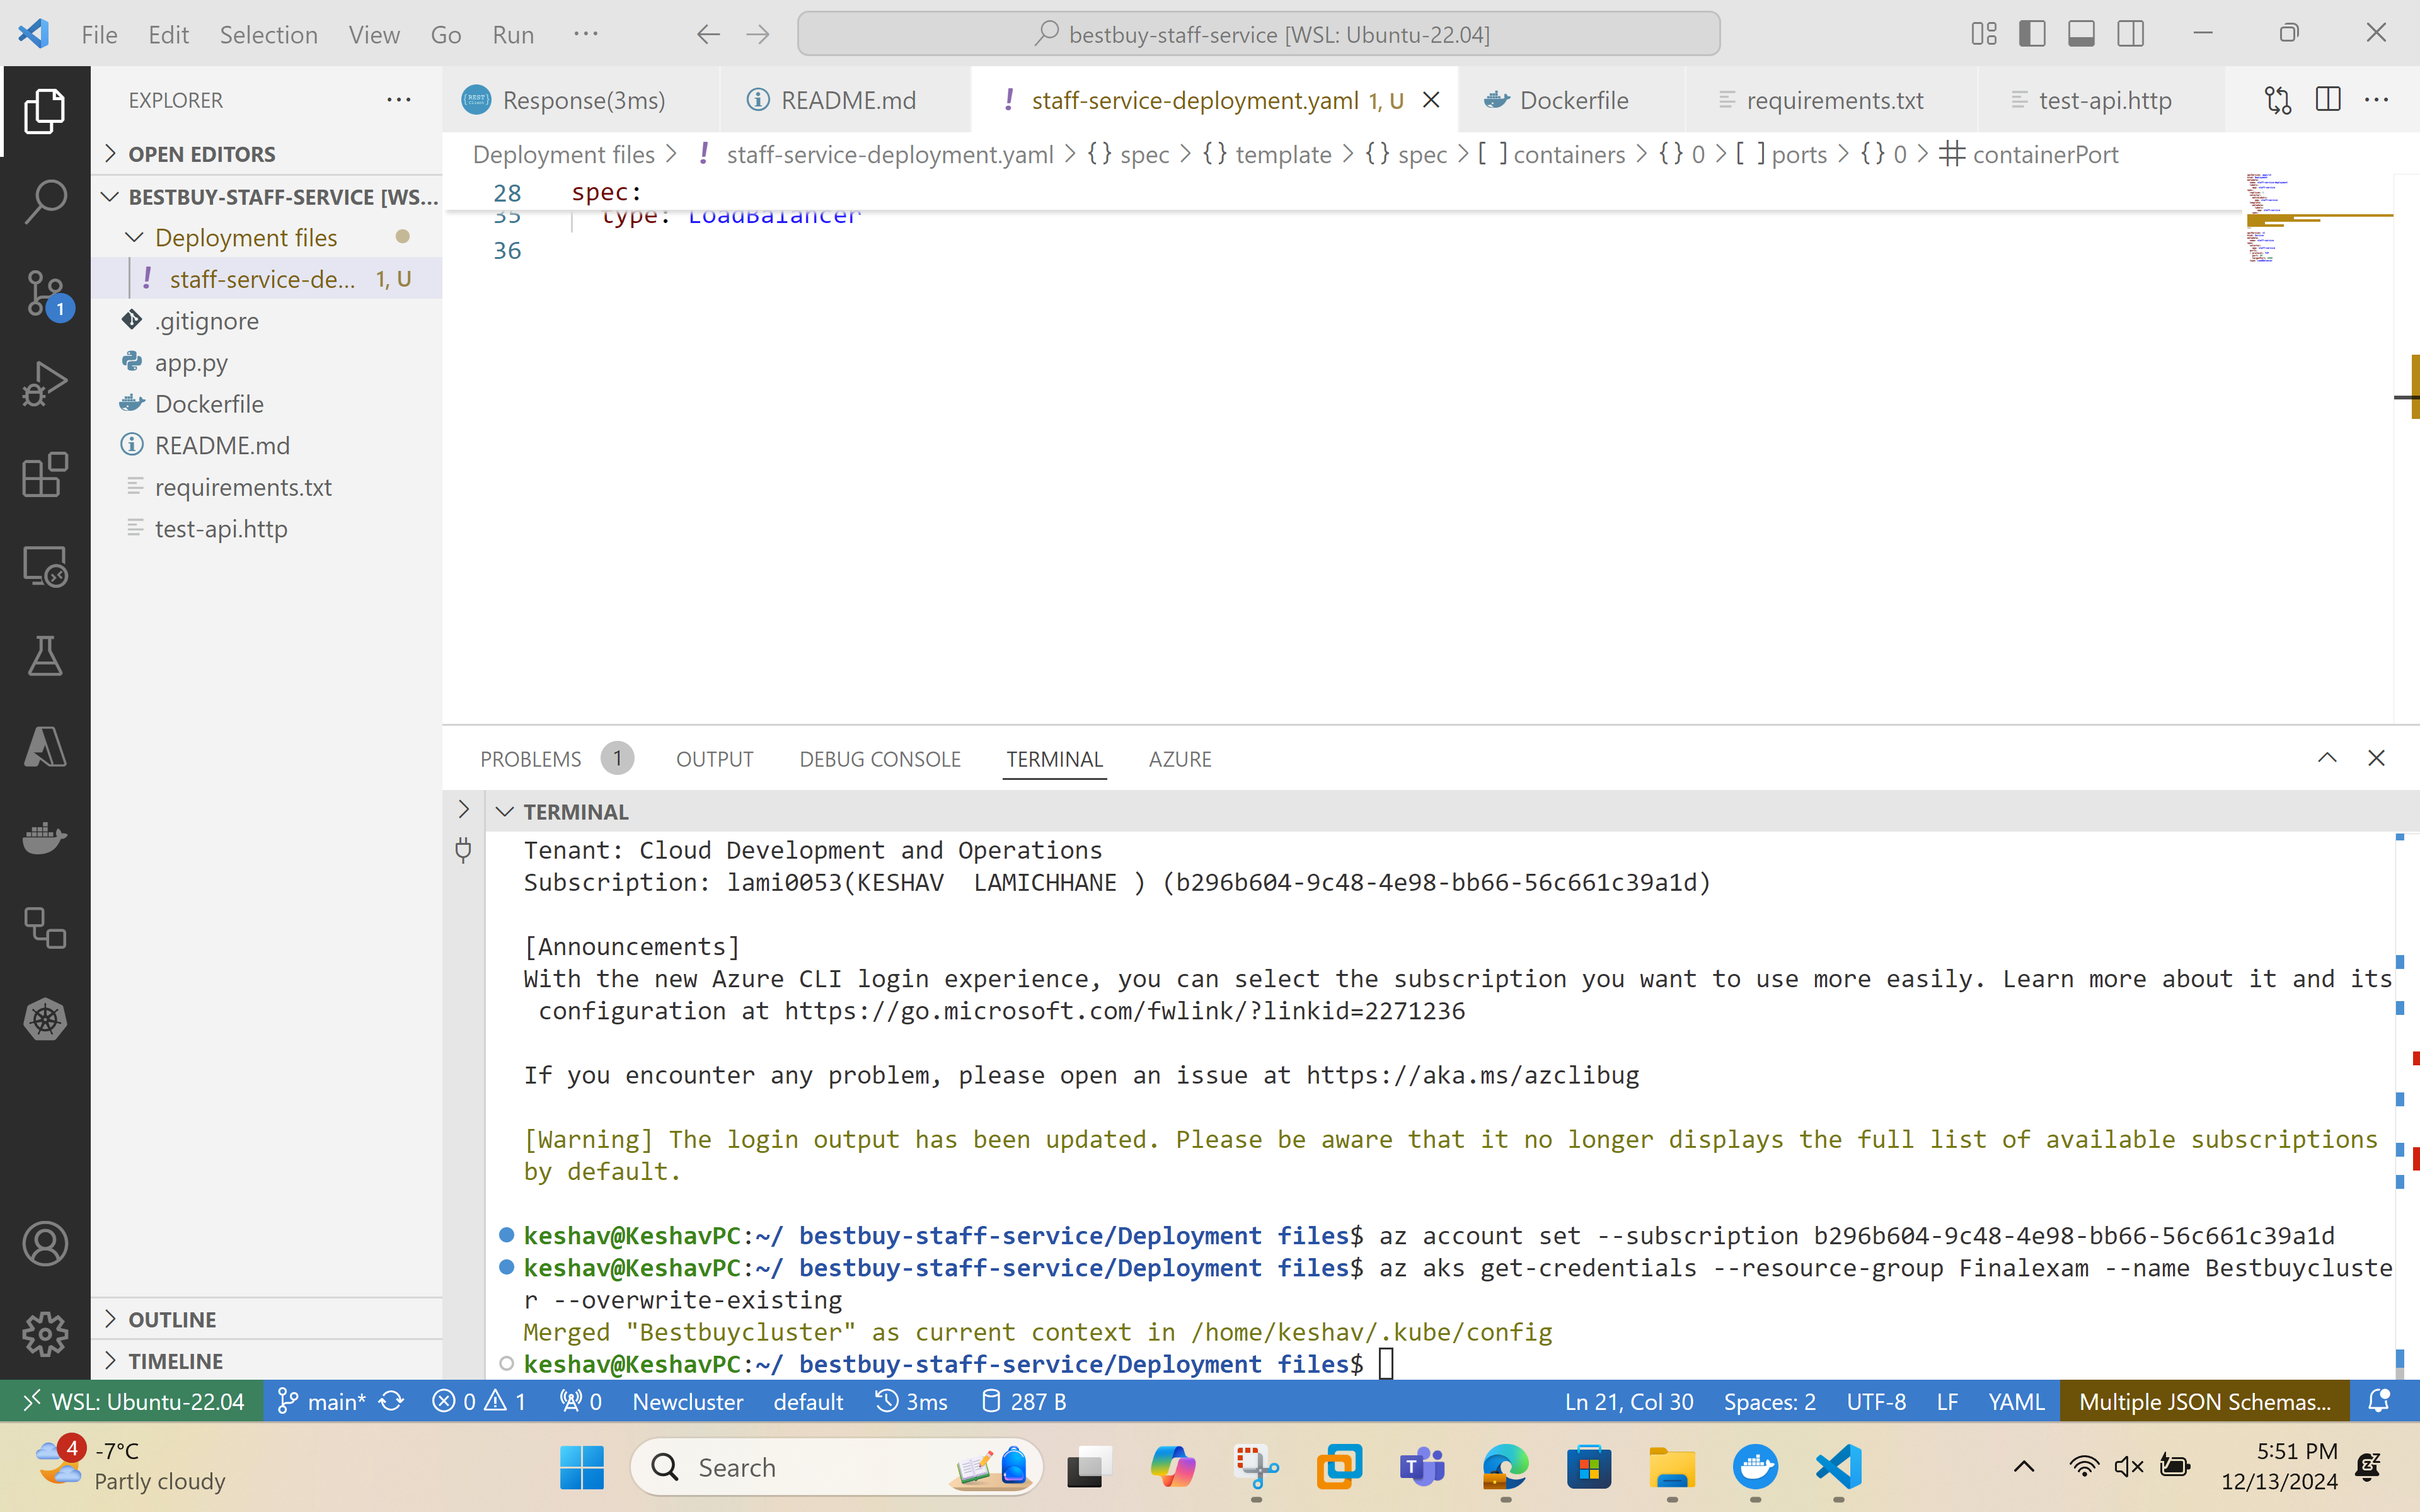 File Edit Selection View Go Run ··· bestbuy-staff-service [WSL: Ubuntu-22.04]
EXPLORER ···
Response(3ms) README.md ! staff-service-deployment.yaml 1, U Dockerfile requirements.txt test-api.http ···
OPEN EDITORS
Deployment files > ! staff-service-deployment.yaml > {} spec > {} template > {} spec > [ ] containers > {} 0 > [ ] ports > {} 0 > # containerPort
BESTBUY-STAFF-SERVICE [WS...
Deployment files
! staff-service-de... 1, U
.gitignore
app.py
Dockerfile
README.md
requirements.txt
test-api.http
1
28 spec:
35 type: LoadBalancer
36
PROBLEMS 1 OUTPUT DEBUG CONSOLE TERMINAL AZURE
TERMINAL
Tenant: Cloud Development and Operations
Subscription: lami0053(KESHAV  LAMICHHANE ) (b296b604-9c48-4e98-bb66-56c661c39a1d)
[Announcements]
With the new Azure CLI login experience, you can select the subscription you want to use more easily. Learn more about it and its
configuration at https://go.microsoft.com/fwlink/?linkid=2271236
If you encounter any problem, please open an issue at https://aka.ms/azclibug
[Warning] The login output has been updated. Please be aware that it no longer displays the full list of available subscriptions
by default.
keshav@KeshavPC:~/ bestbuy-staff-service/Deployment files$ az account set --subscription b296b604-9c48-4e98-bb66-56c661c39a1d
keshav@KeshavPC:~/ bestbuy-staff-service/Deployment files$ az aks get-credentials --resource-group Finalexam --name Bestbuycluste
r --overwrite-existing
Merged "Bestbuycluster" as current context in /home/keshav/.kube/config
keshav@KeshavPC:~/ bestbuy-staff-service/Deployment files$
OUTLINE
TIMELINE
WSL: Ubuntu-22.04 main* 0 1 0 Newcluster default 3ms 287 B Ln 21, Col 30 Spaces: 2 UTF-8 LF YAML Multiple JSON Schemas...
4 -7°C
Partly cloudy
Search
5:51 PM
12/13/2024